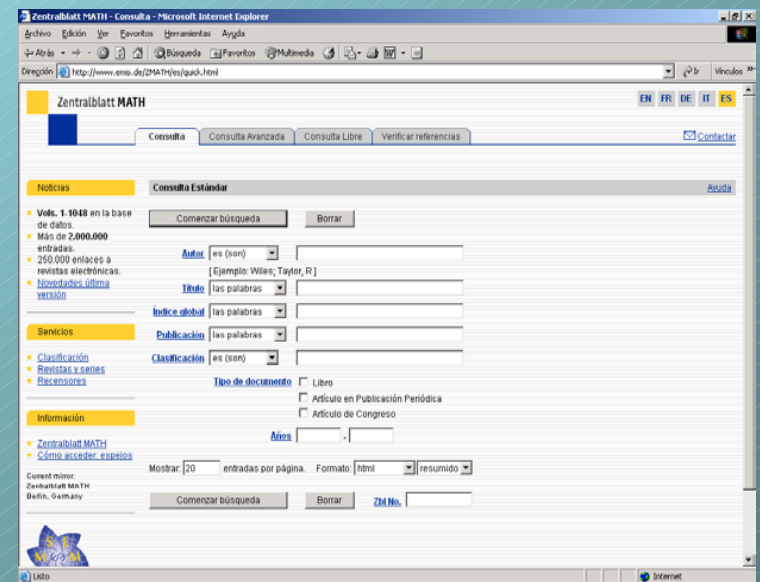 Zentralblatt MATH - Consulta - Microsoft Internet Explorer
Archivo Edición Ver Favoritos Herramientas Ayuda
Atrás Búsqueda Favoritos Multimedia
Dirección http://www.emis.de/ZMATH/es/quick.html Ir Vínculos »
Zentralblatt MATH EN FR DE IT ES
Consulta Consulta Avanzada Consulta Libre Verificar referencias Contactar
Noticias Consulta Estándar Ayuda
Vols. 1-1048 en la base
de datos.
Más de 2.000.000
entradas.
250.000 enlaces a
revistas electrónicas.
Novedades última
versión
Servicios
Clasificación
Revistas y series
Recensores
Información
Zentralblatt MATH
Cómo acceder, espejos
Current mirror:
Zentralblatt MATH
Berlin, Germany
Comenzar búsqueda Borrar
Autor es (son)
[Ejemplo: Wiles; Taylor, R]
Título las palabras
Índice global las palabras
Publicación las palabras
Clasificación es (son)
Tipo de documento Libro
Artículo en Publicación Periódica
Artículo de Congreso
Años -
Mostrar: 20 entradas por página. Formato: html resumido
Comenzar búsqueda Borrar Zbl No.
Listo Internet